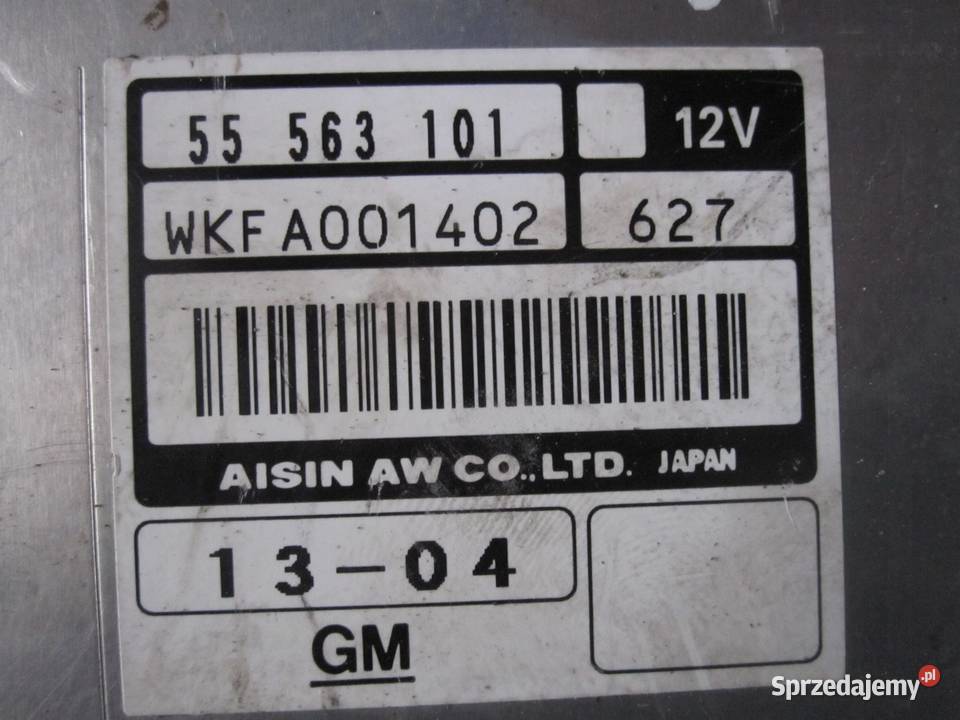 55 563 101 12V
WKFA001402 627
AISIN AW CO.,LTD. JAPAN
13-04
GM
Sprzedajemy.pl